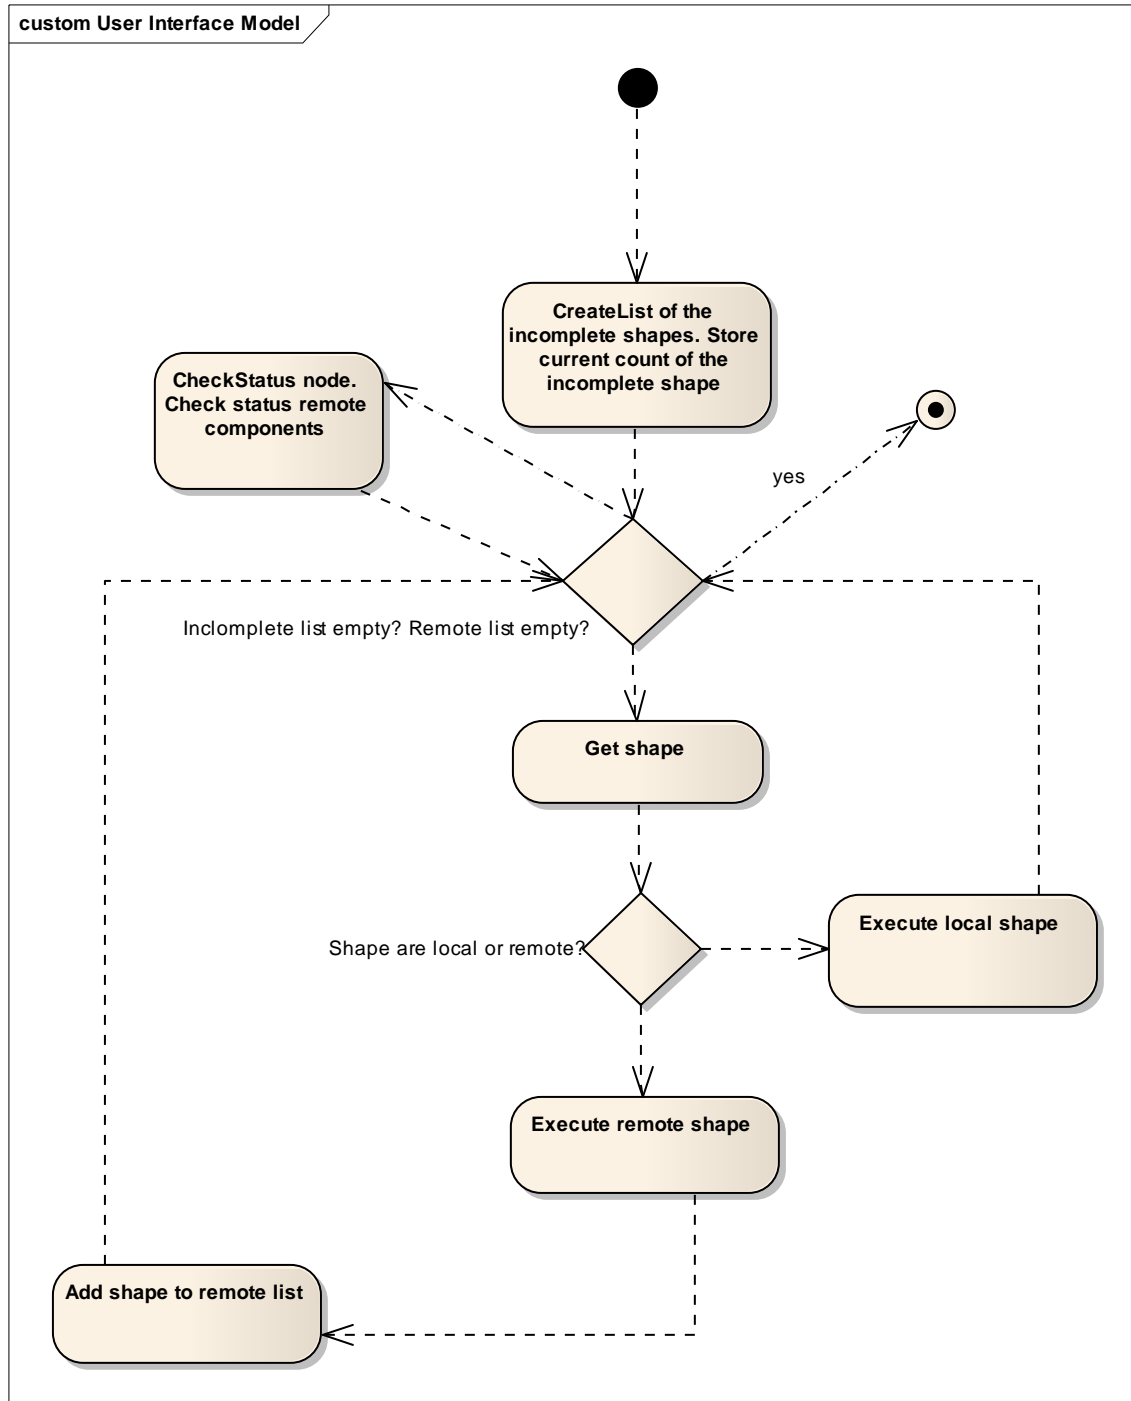 custom User Interface Model
CreateList of the
incomplete shapes. Store
current count of the
incomplete shape
CheckStatus node.
Check status remote
components
yes
Inclomplete list empty? Remote list empty?
Get shape
Shape are local or remote?
Execute local shape
Execute remote shape
Add shape to remote list